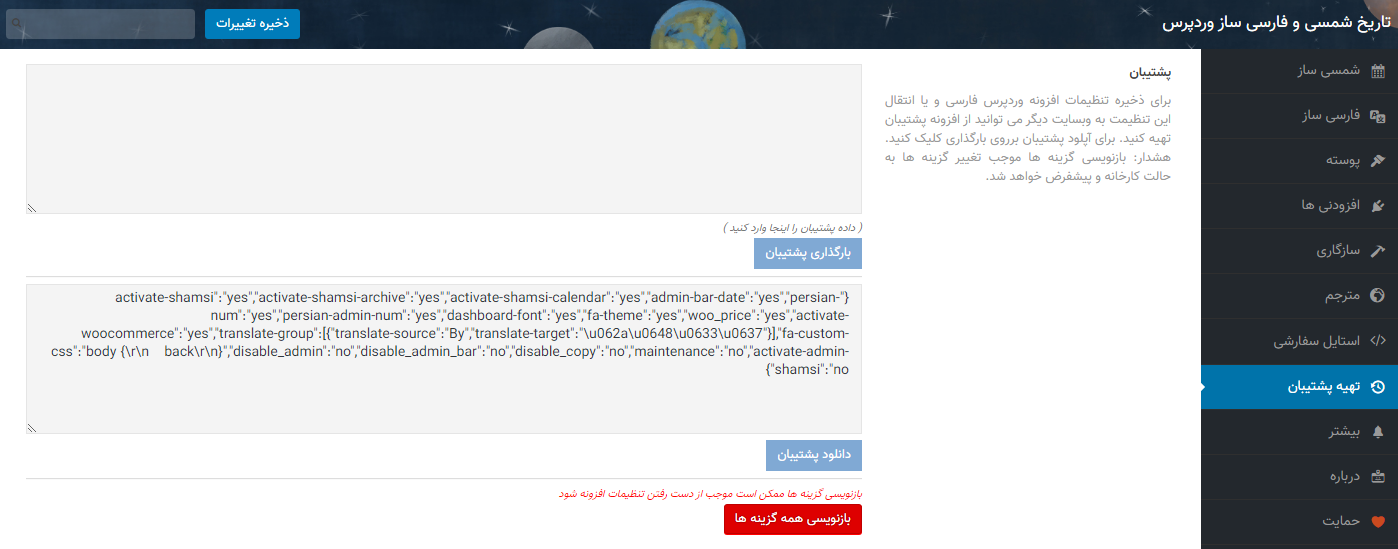 تاریخ شمسی و فارسی ساز وردپرس
ذخیره تغییرات
شمسی ساز
فارسی ساز
پوسته
افزودنی ها
سازگاری
مترجم
استایل سفارشی
تهیه پشتیبان
بیشتر
درباره
حمایت
پشتیبان
برای ذخیره تنظیمات افزونه وردپرس فارسی و یا انتقال
این تنظیمت به وبسایت دیگر می توانید از افزونه پشتیبان
تهیه کنید. برای آپلود پشتیبان برروی بارگذاری کلیک کنید.
هشدار: بازنویسی گزینه ها موجب تغییر گزینه ها به
حالت کارخانه و پیشفرض خواهد شد.
( داده پشتیبان را اینجا وارد کنید )
بارگذاری پشتیبان
{"activate-shamsi":"yes","activate-shamsi-archive":"yes","activate-shamsi-calendar":"yes","admin-bar-date":"yes","persian-
num":"yes","persian-admin-num":"yes","dashboard-font":"yes","fa-theme":"yes","woo_price":"yes","activate-
woocommerce":"yes","translate-group":[{"translate-source":"By","translate-target":"\u062a\u0648\u0633\u0637"}],"fa-custom-
css":"body {\r\n    back\r\n}","disable_admin":"no","disable_admin_bar":"no","disable_copy":"no","maintenance":"no","activate-admin-
shamsi":"no"}
دانلود پشتیبان
بازنویسی گزینه ها ممکن است موجب از دست رفتن تنظیمات افزونه شود
بازنویسی همه گزینه ها